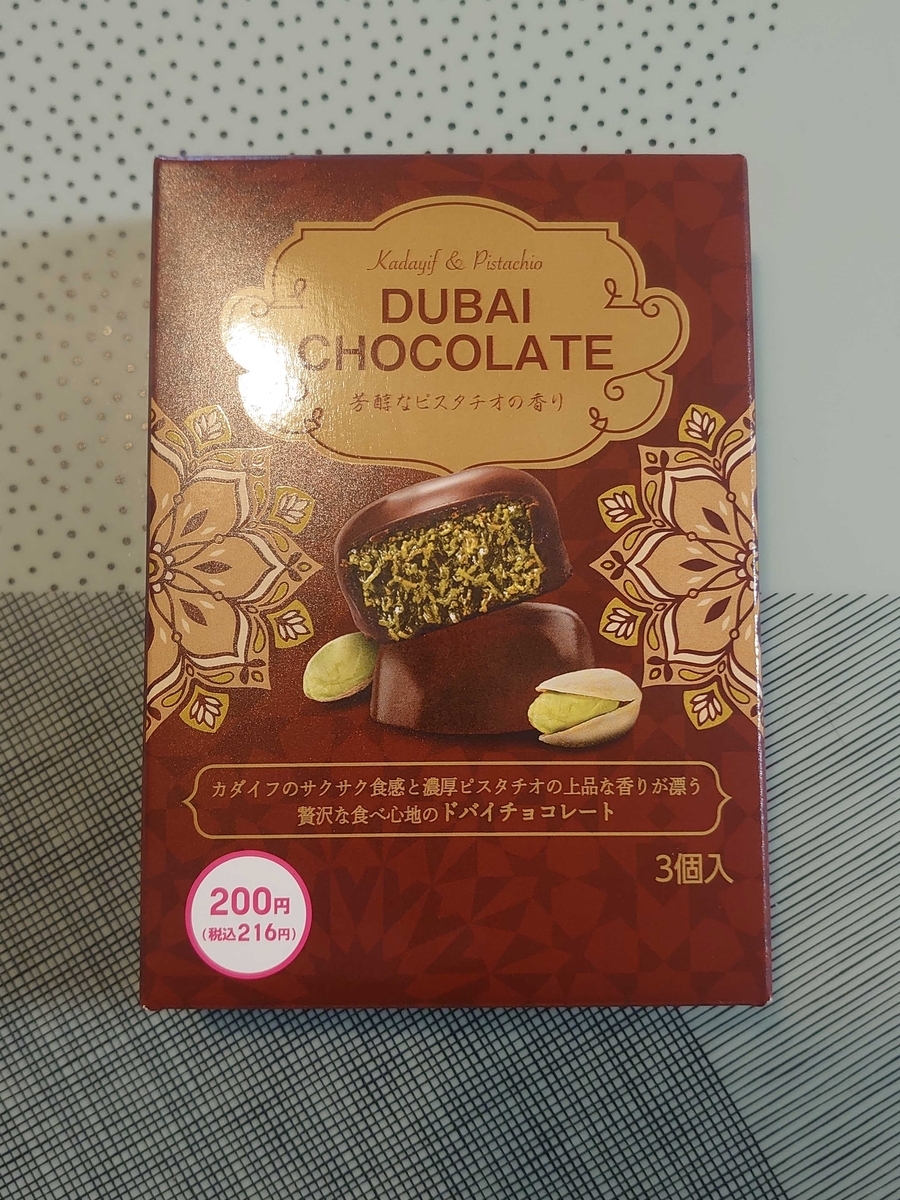 Kadayif & Pistachio
DUBAI
CHOCOLATE
芳醇なピスタチオの香り
カダイフのサクサク食感と濃厚ピスタチオの上品な香りが漂う
贅沢な食べ心地のドバイチョコレート
3個入
200円
(税込216円)